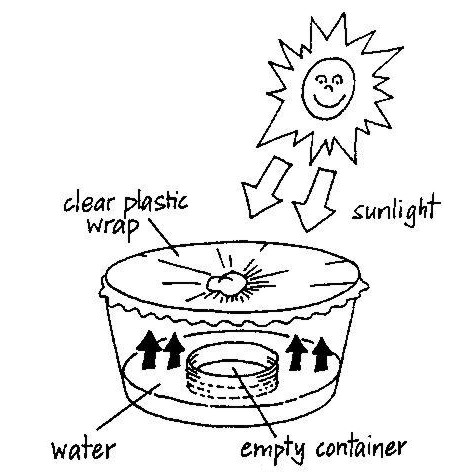 clear plastic
wrap
sunlight
water
empty container